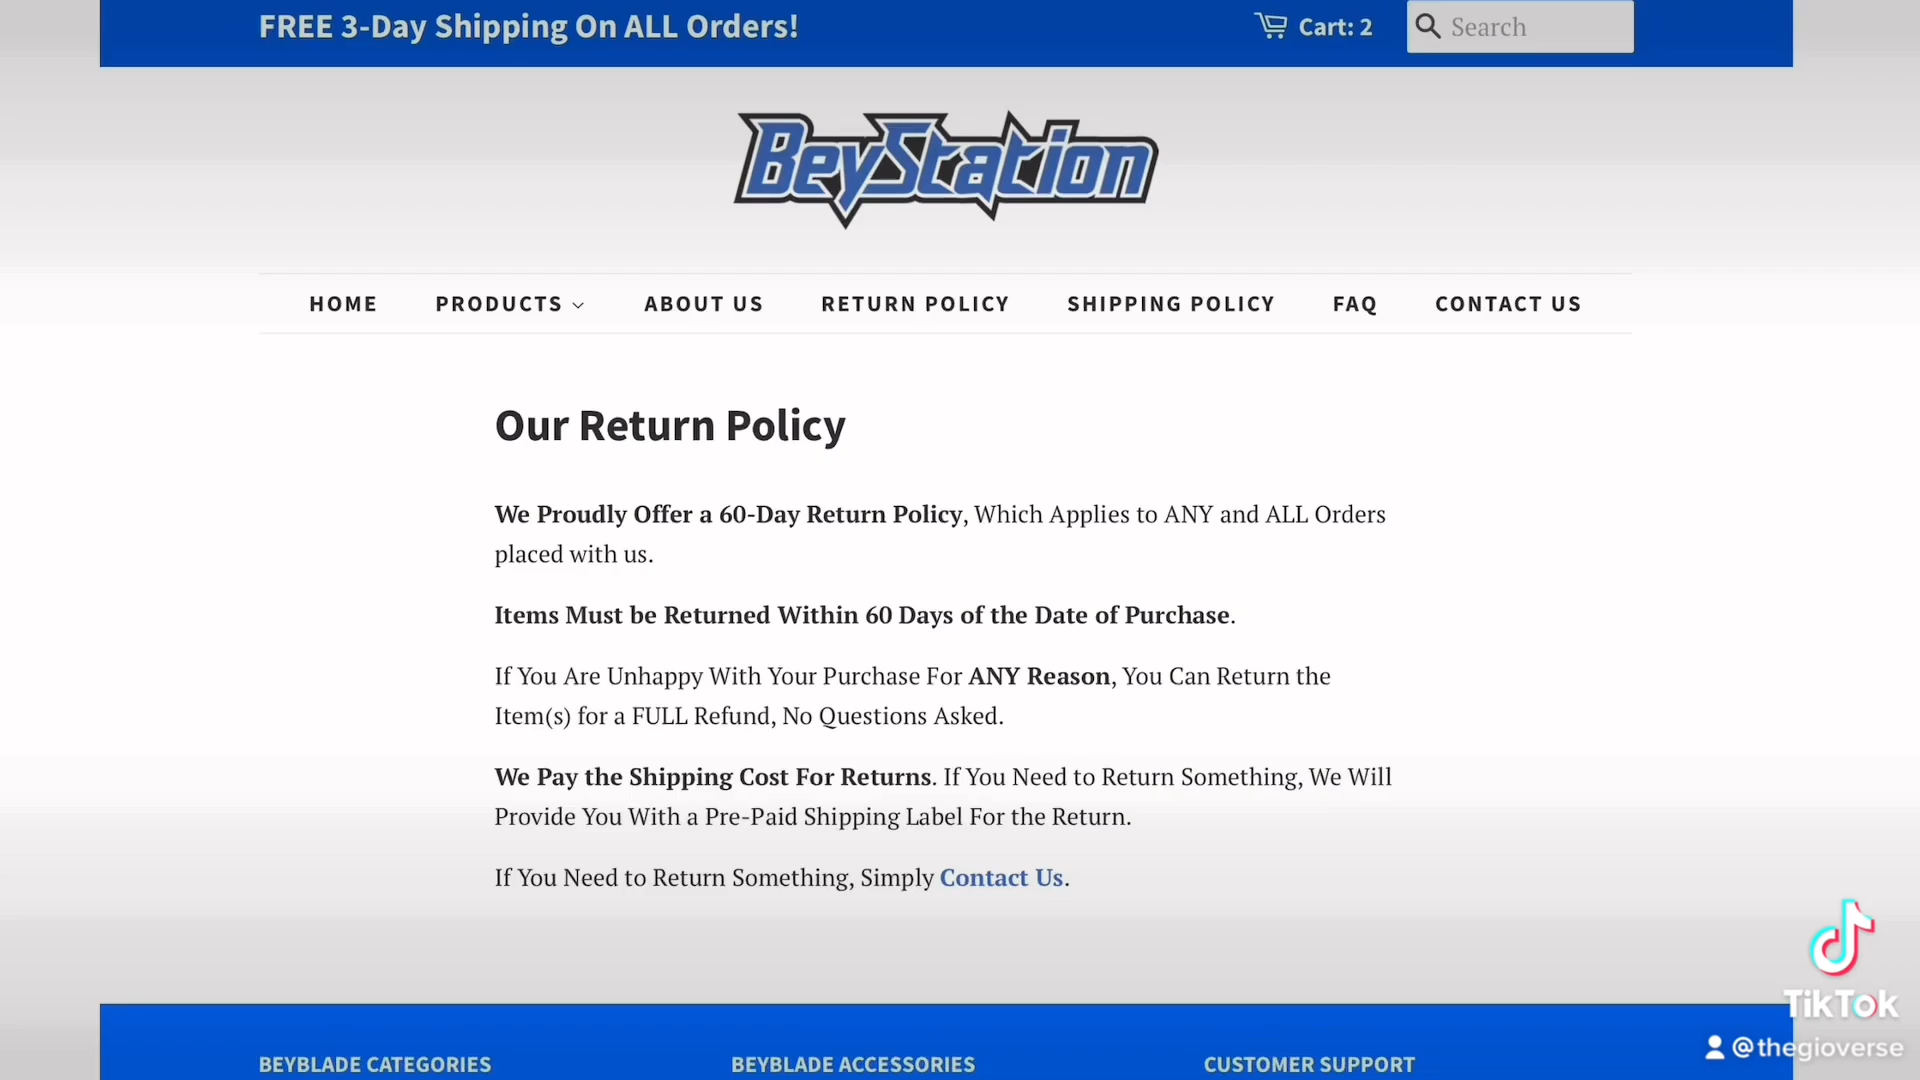 FREE 3-Day Shipping On ALL Orders!
Cart: 2
Search
BeyStation
HOME
PRODUCTS
ABOUT US
RETURN POLICY
SHIPPING POLICY
FAQ
CONTACT US
Our Return Policy
We Proudly Offer a 60-Day Return Policy, Which Applies to ANY and ALL Orders
placed with us.
Items Must be Returned Within 60 Days of the Date of Purchase.
If You Are Unhappy With Your Purchase For ANY Reason, You Can Return the
Item(s) for a FULL Refund, No Questions Asked.
We Pay the Shipping Cost For Returns. If You Need to Return Something, We Will
Provide You With a Pre-Paid Shipping Label For the Return.
If You Need to Return Something, Simply Contact Us.
TikTok
@thegioverse
BEYBLADE CATEGORIES
BEYBLADE ACCESSORIES
CUSTOMER SUPPORT